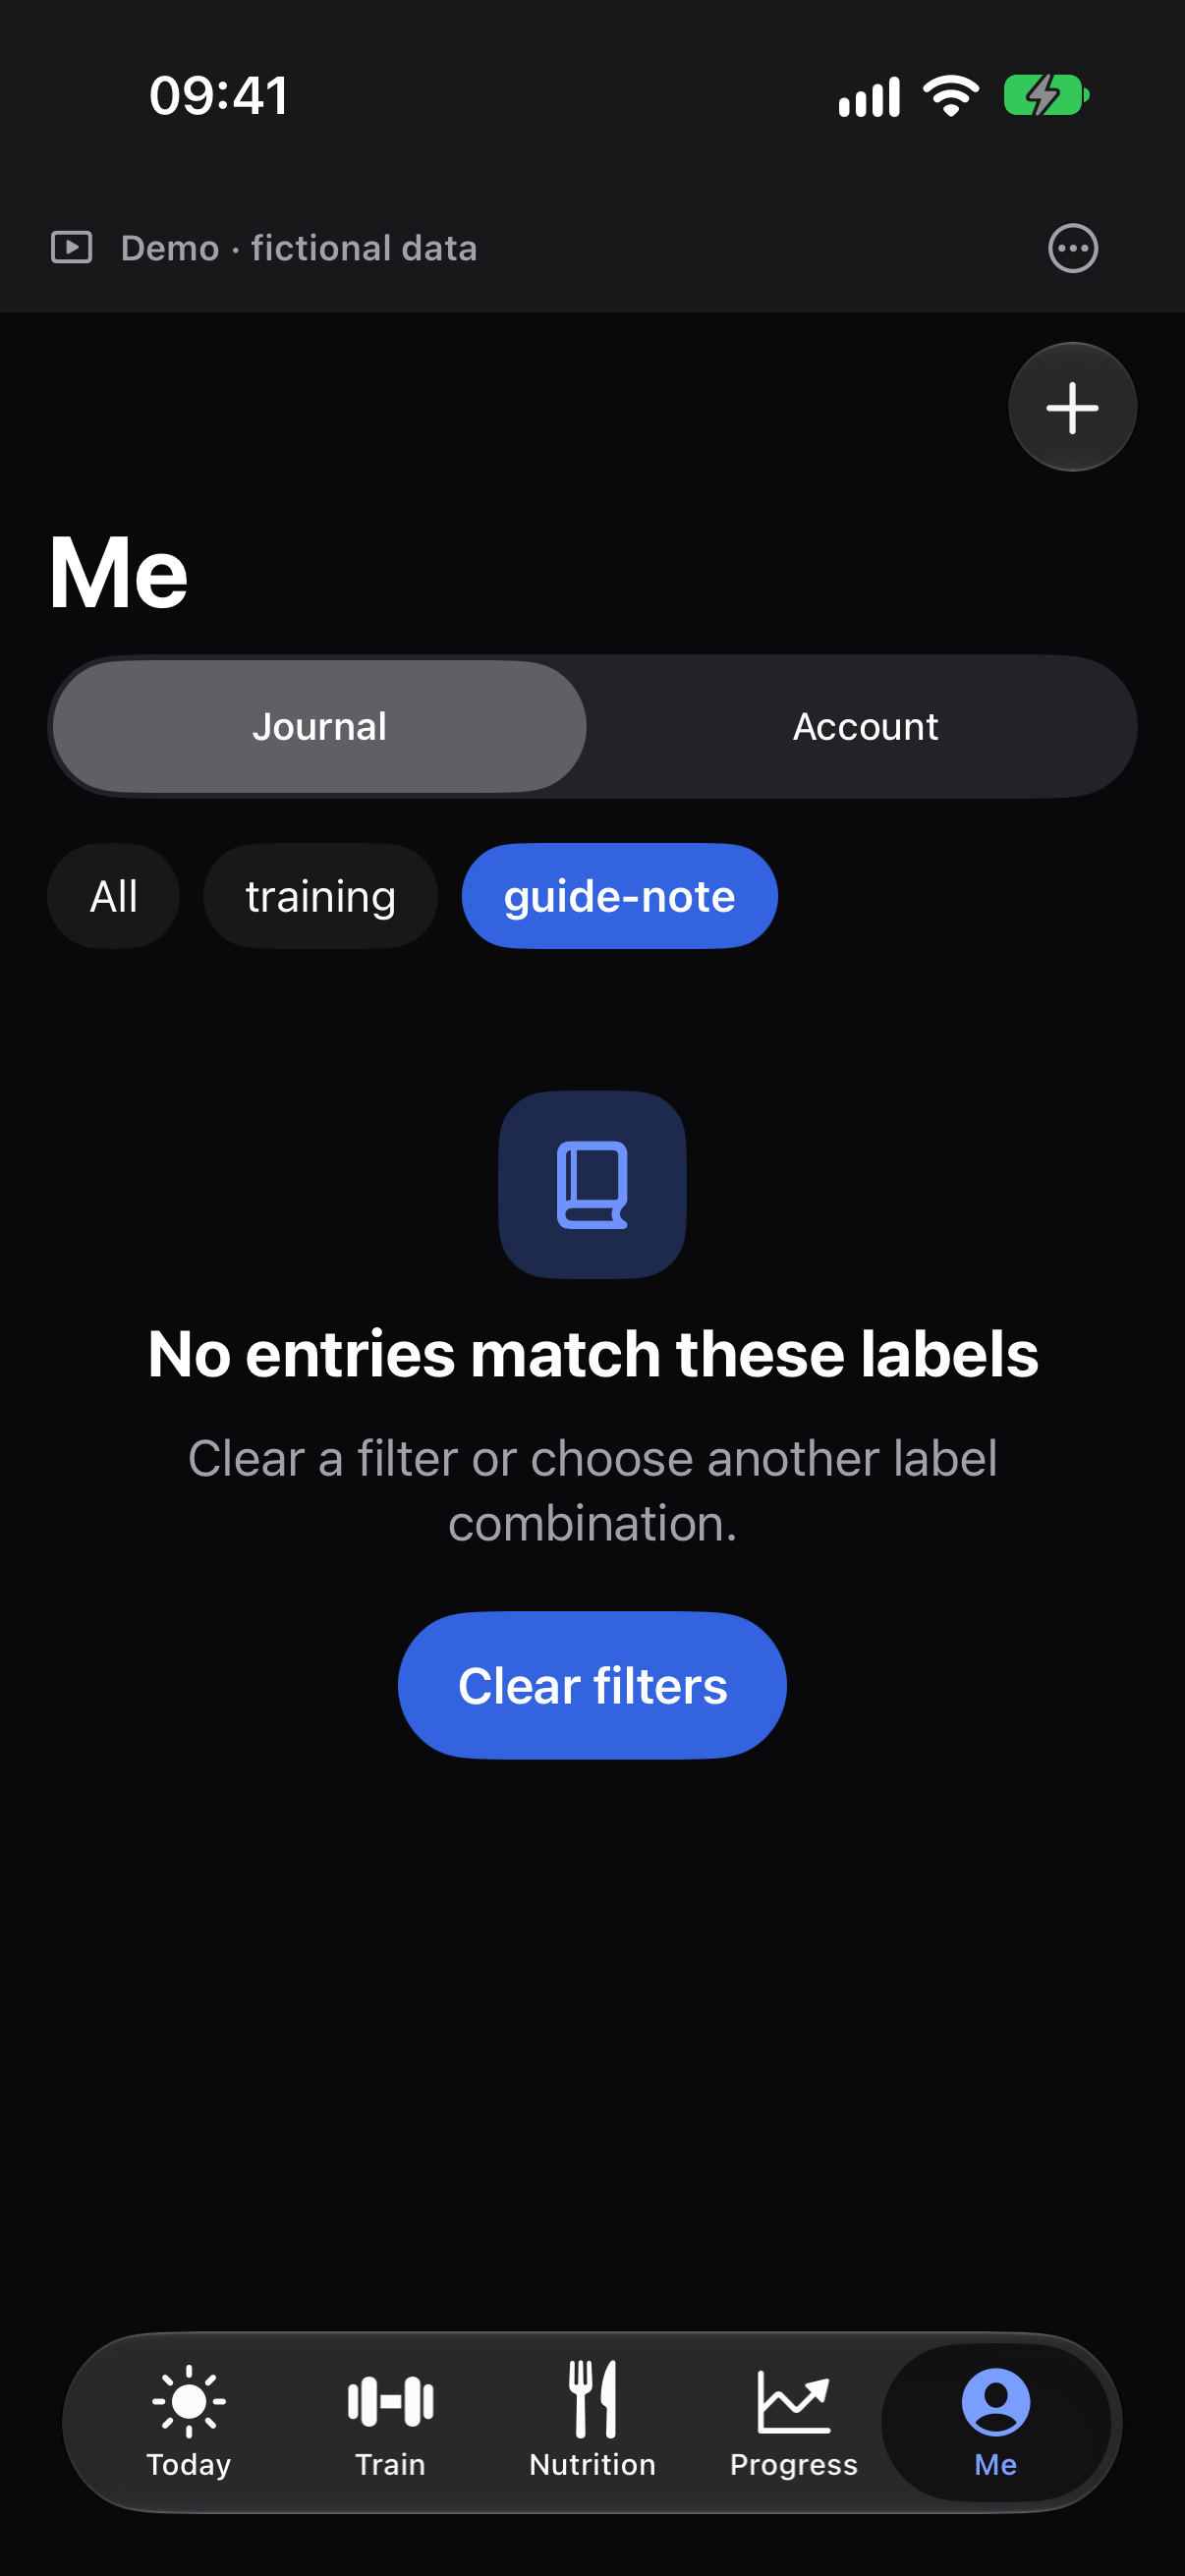 09:41
Demo · fictional data
Me
Journal
Account
All
training
guide-note
No entries match these labels
Clear a filter or choose another label
combination.
Clear filters
Today
Train
Nutrition
Progress
Me